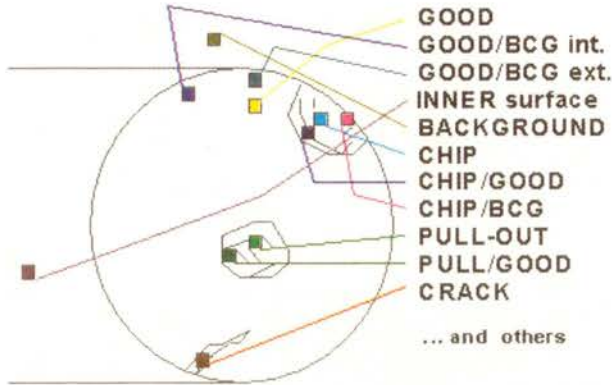 GOOD
GOOD/BCG int.
GOOD/BCG ext.
INNER surface
BACKGROUND
CHIP
CHIP/GOOD
CHIP/BCG
PULL-OUT
PULL/GOOD
CRACK
... and others